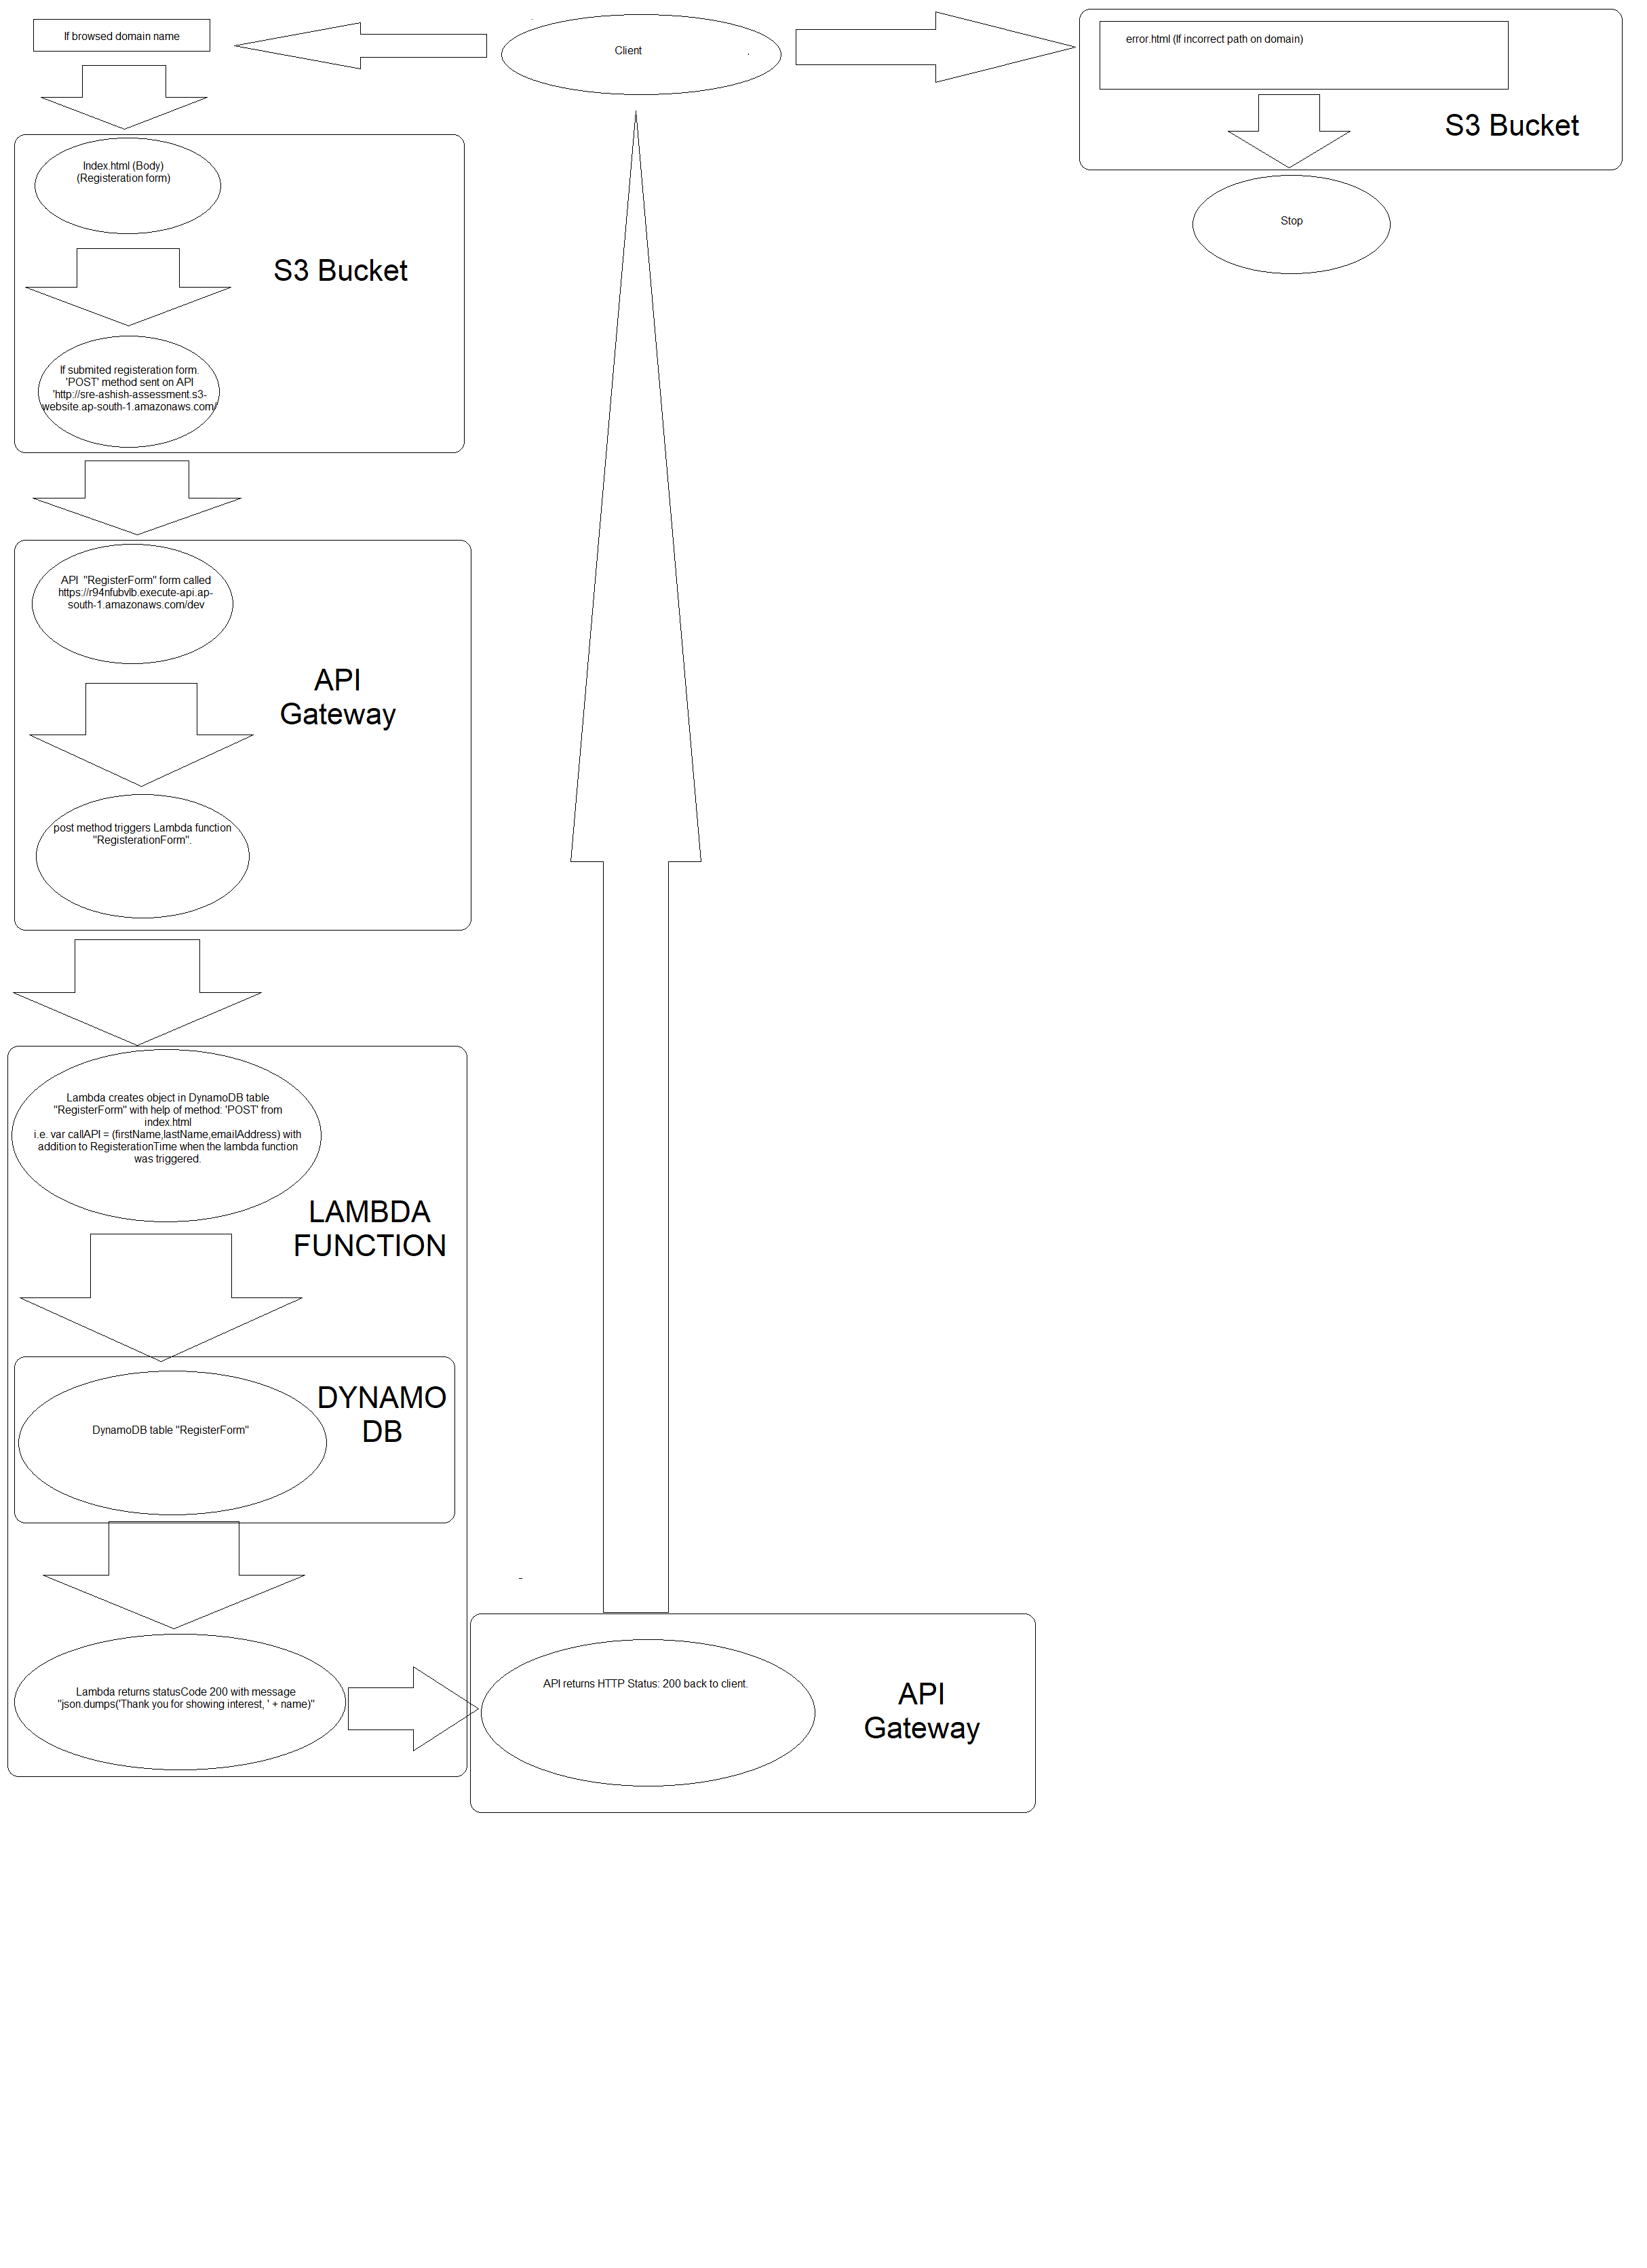 If browsed domain name
Client
error.html (If incorrect path on domain)
S3 Bucket
Stop
Index.html (Body)
(Registeration form)
S3 Bucket
If submited registeration form.
'POST' method sent on API
'http://sre-ashish-assessment.s3-
website.ap-south-1.amazonaws.com/'
API "RegisterForm" form called
https://r94nfubvlb.execute-api.ap-
south-1.amazonaws.com/dev
API
Gateway
post method triggers Lambda function
"RegisterationForm".
Lambda creates object in DynamoDB table
"RegisterForm" with help of method: 'POST' from
index.html
i.e. var callAPI = (firstName,lastName,emailAddress) with
addition to RegisterationTime when the lambda function
was triggered.
LAMBDA
FUNCTION
DYNAMO
DB
DynamoDB table "RegisterForm"
Lambda returns statusCode 200 with message
"json.dumps('Thank you for showing interest, ' + name)"
API returns HTTP Status: 200 back to client.
API
Gateway